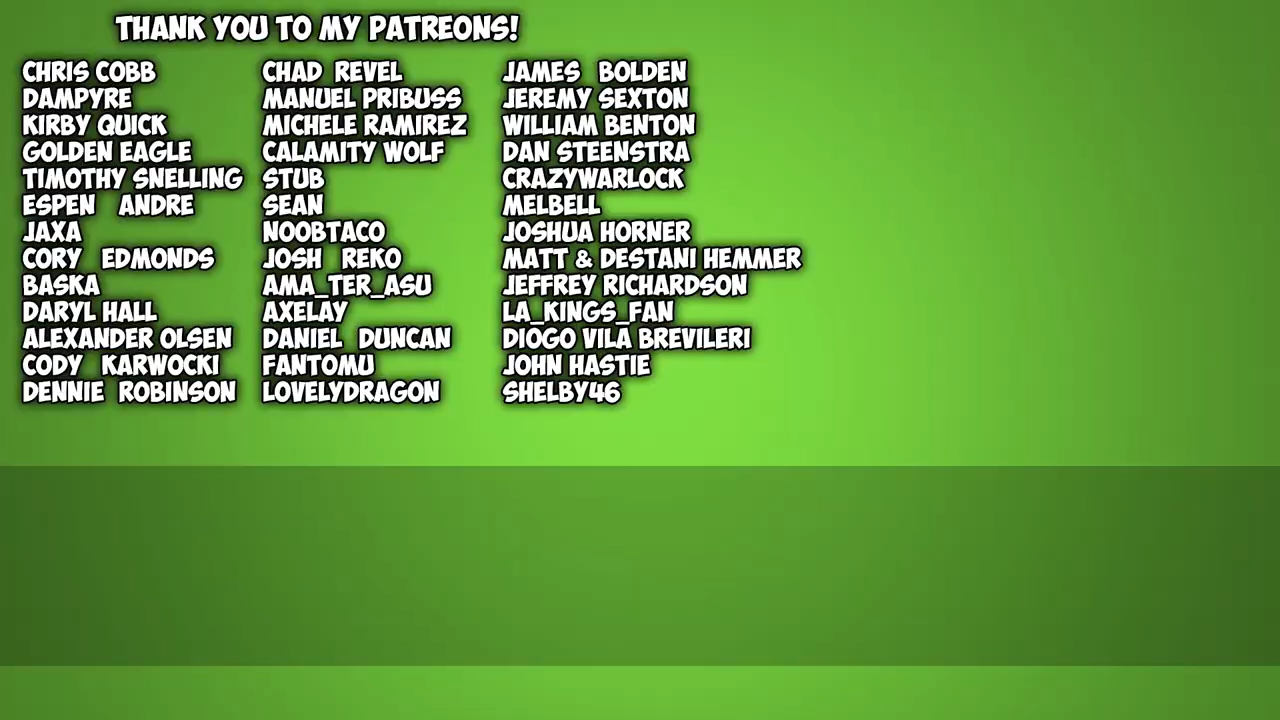 THANK YOU TO MY PATREONS!
CHRIS COBB
DAMPYRE
KIRBY QUICK
GOLDEN EAGLE
TIMOTHY SNELLING
ESPEN ANDRE
JAXA
CORY EDMONDS
BASKA
DARYL HALL
ALEXANDER OLSEN
CODY KARWOCKI
DENNIE ROBINSON
CHAD REVEL
MANUEL PRIBUSS
MICHELE RAMIREZ
CALAMITY WOLF
STUB
SEAN
NOOBTACO
JOSH REKO
AMA_TER_ASU
AXELAY
DANIEL DUNCAN
FANTOMU
LOVELYDRAGON
JAMES BOLDEN
JEREMY SEXTON
WILLIAM BENTON
DAN STEENSTRA
CRAZYWARLOCK
MELBELL
JOSHUA HORNER
MATT & DESTANI HEMMER
JEFFREY RICHARDSON
LA_KINGS_FAN
DIOGO VILA BREVILERI
JOHN HASTIE
SHELBY46